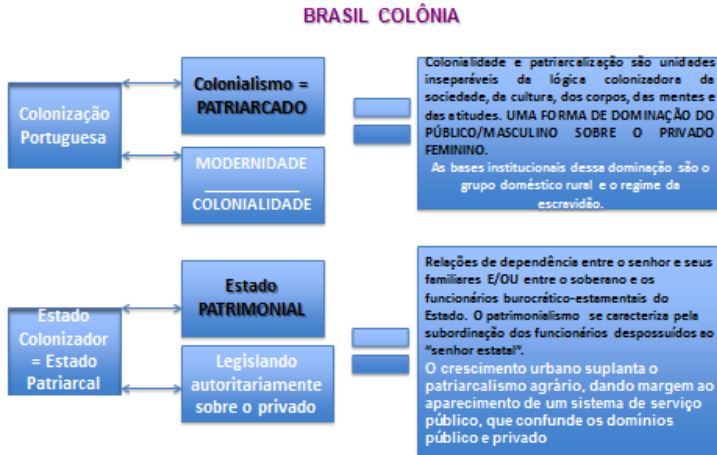 BRASIL COLÔNIA
Colonização
Portuguesa
Colonialismo =
PATRIARCADO
MODERNIDADE
COLONIALIDADE
Colonialidade e patriarcalização são unidades
inseparáveis da lógica colonizadora da
sociedade, da cultura, dos corpos, das mentes e
das atitudes. UMA FORMA DE DOMINAÇÃO DO
PÚBLICO/MASCULINO SOBRE O PRIVADO
FEMININO.
As bases institucionais dessa dominação são o
grupo doméstico rural e o regime da
escravidão.
Estado
Colonizador
= Estado
Patriarcal
Estado
PATRIMONIAL
Legislando
autoritariamente
sobre o privado
Relações de dependência entre o senhor e seus
familiares E/OU entre o soberano e os
funcionários burocrático-estamentais do
Estado. O patrimonialismo se caracteriza pela
subordinação dos funcionários despossuídos ao
“senhor estatal”.
O crescimento urbano suplanta o
patriarcalismo agrário, dando margem ao
aparecimento de um sistema de serviço
público, que confunde os domínios
público e privado